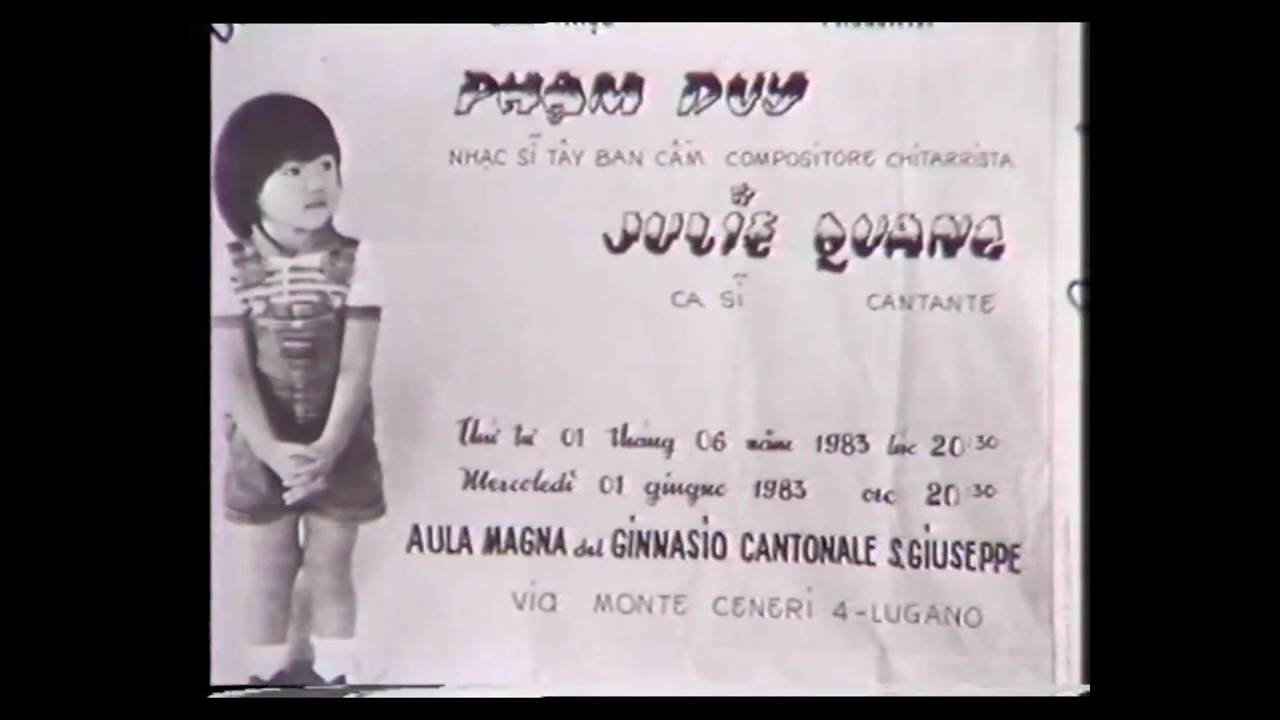 PHẠM DUY
NHẠC SĨ TÂY BAN CẦM COMPOSITORE CHITARRISTA
&
JULIE QUANG
CA SĨ CANTANTE
Thứ tư 01 tháng 06 năm 1983 lúc 20:30
Mercoledì 01 giugno 1983 ore 20:30
AULA MAGNA del GINNASIO CANTONALE S.GIUSEPPE
Via MONTE CENERI 4-LUGANO